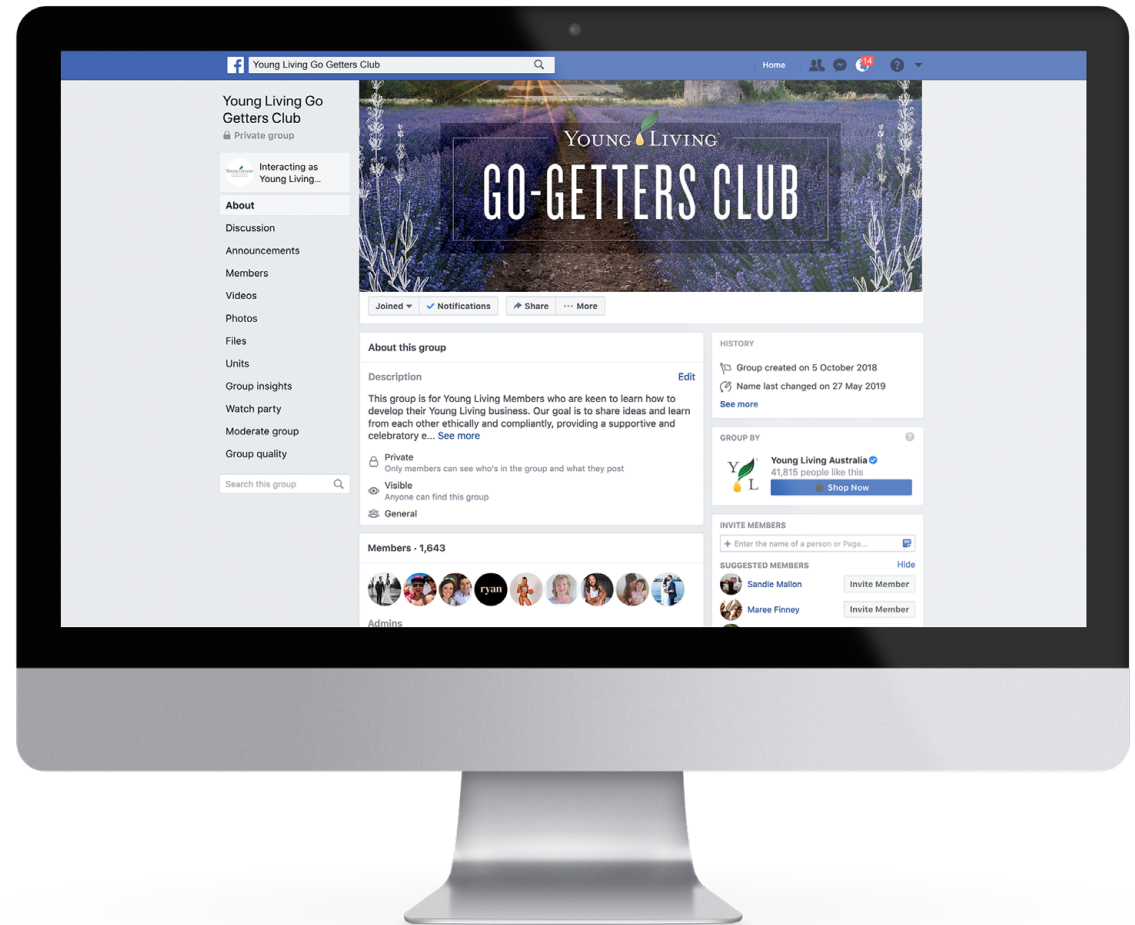 Young Living Go Getters Club
Home
14
?
Young Living Go
Getters Club
Private group
Interacting as
Young Living...
About
Discussion
Announcements
Members
Videos
Photos
Files
Units
Group insights
Watch party
Moderate group
Group quality
Search this group
YOUNG LIVING
GO-GETTERS CLUB
Joined
Notifications
Share
More
About this group
Description
Edit
This group is for Young Living Members who are keen to learn how to
develop their Young Living business. Our goal is to share ideas and learn
from each other ethically and compliantly, providing a supportive and
celebratory e... See more
Private
Only members can see who's in the group and what they post
Visible
Anyone can find this group
General
Members · 1,643
ryan
Admins
HISTORY
Group created on 5 October 2018
Name last changed on 27 May 2019
See more
GROUP BY
Y L
Young Living Australia
41,815 people like this
Shop Now
INVITE MEMBERS
+ Enter the name of a person or Page...
SUGGESTED MEMBERS
Hide
Sandie Mallon
Invite Member
Maree Finney
Invite Member